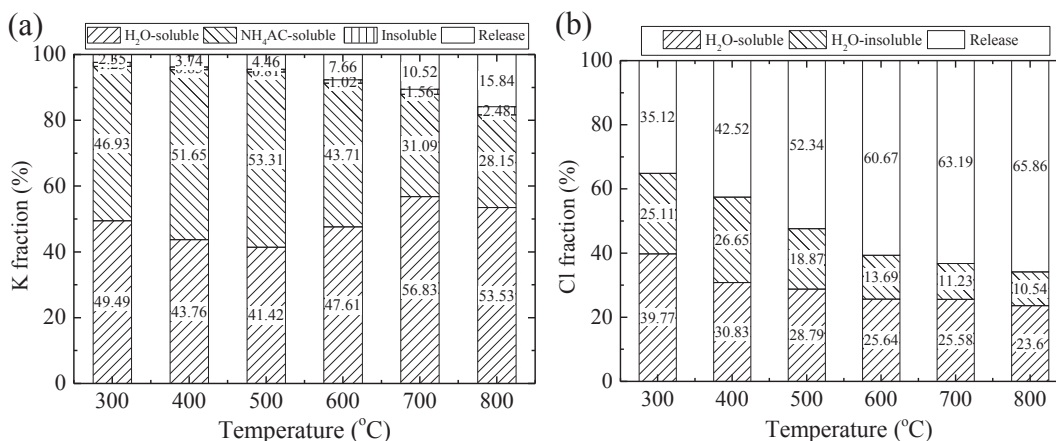 (a)
H₂O-soluble NH₄AC-soluble Insoluble Release
K fraction (%)
100
80
60
40
20
0
3.74 4.46 7.66 10.52 15.84
1.02 1.56 2.48
46.93 51.65 53.31 43.71 31.09 28.15
49.49 43.76 41.42 47.61 56.83 53.53
300 400 500 600 700 800
Temperature (°C)
(b)
H₂O-soluble H₂O-insoluble Release
Cl fraction (%)
100
80
60
40
20
0
35.12 42.52 52.34 60.67 63.19 65.86
25.11 26.65 18.87 13.69 11.23 10.54
39.77 30.83 28.79 25.64 25.58 23.6
300 400 500 600 700 800
Temperature (°C)